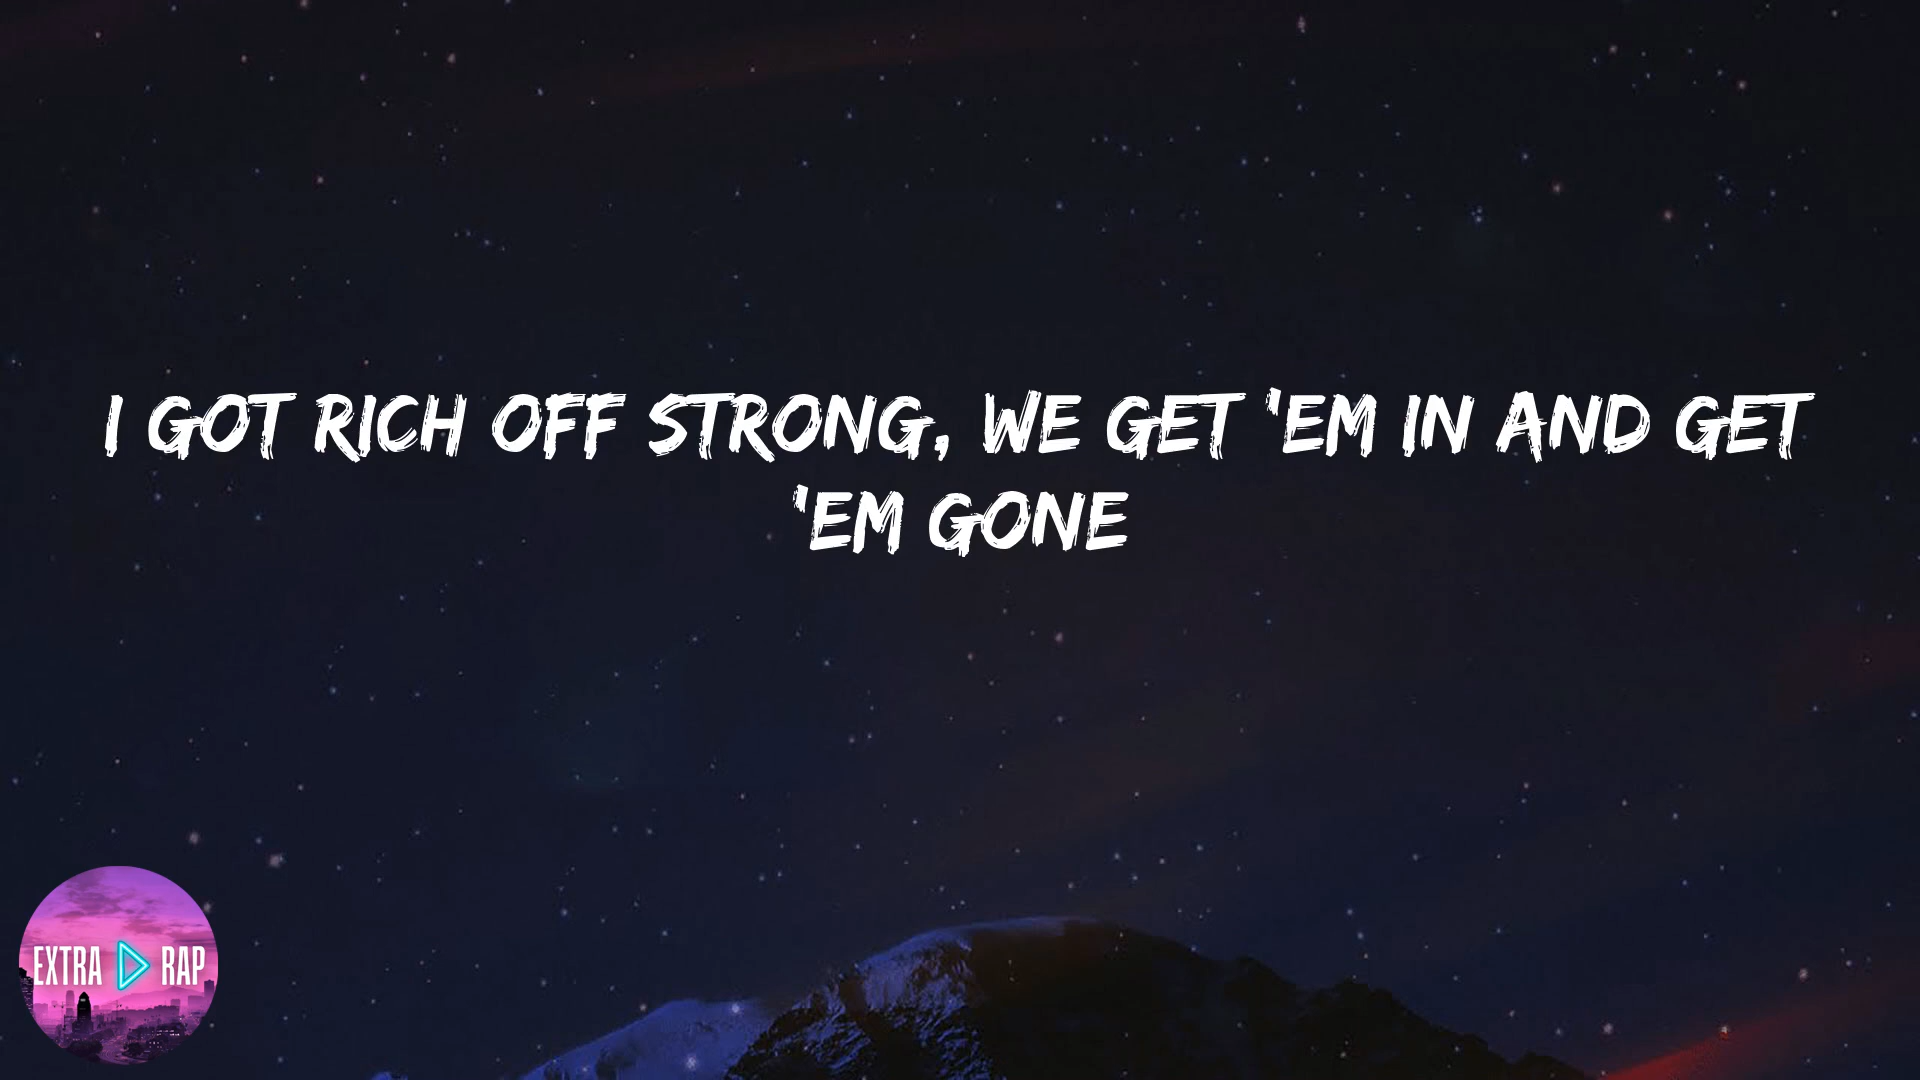 I GOT RICH OFF STRONG, WE GET 'EM IN AND GET
'EM GONE
EXTRA RAP